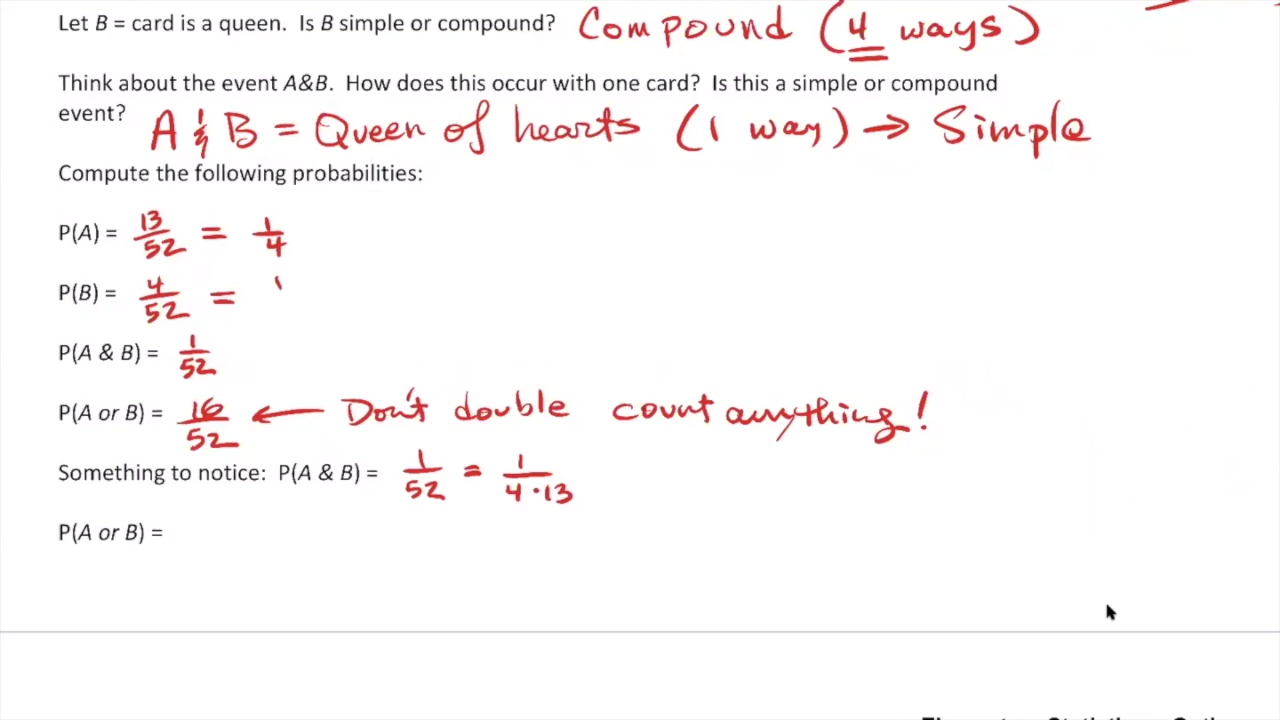 Let B = card is a queen. Is B simple or compound? Compound (4 ways)
Think about the event A&B. How does this occur with one card? Is this a simple or compound
event? A & B = Queen of hearts (1 way) → Simple
Compute the following probabilities:
P(A) = 13/52 = 1/4
P(B) = 4/52 =
P(A & B) = 1/52
P(A or B) = 16/52 ← Don't double count anything!
Something to notice: P(A & B) = 1/52 = 1/4·13
P(A or B) =